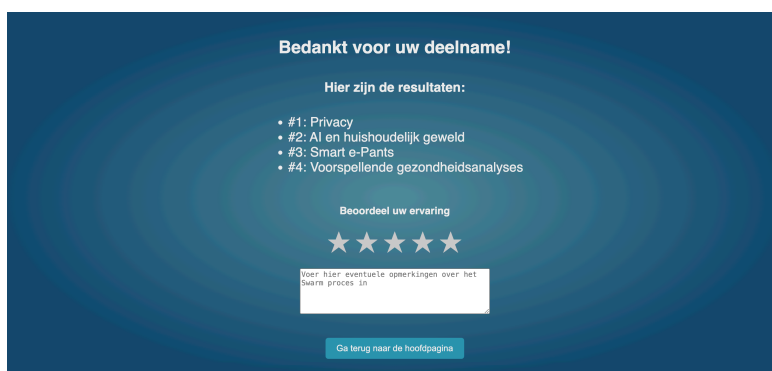 Bedankt voor uw deelname!
Hier zijn de resultaten:
• #1: Privacy
• #2: AI en huishoudelijk geweld
• #3: Smart e-Pants
• #4: Voorspellende gezondheidsanalyses
Beoordeel uw ervaring
Voer hier eventuele opmerkingen over het
Swarm proces in
Ga terug naar de hoofdpagina